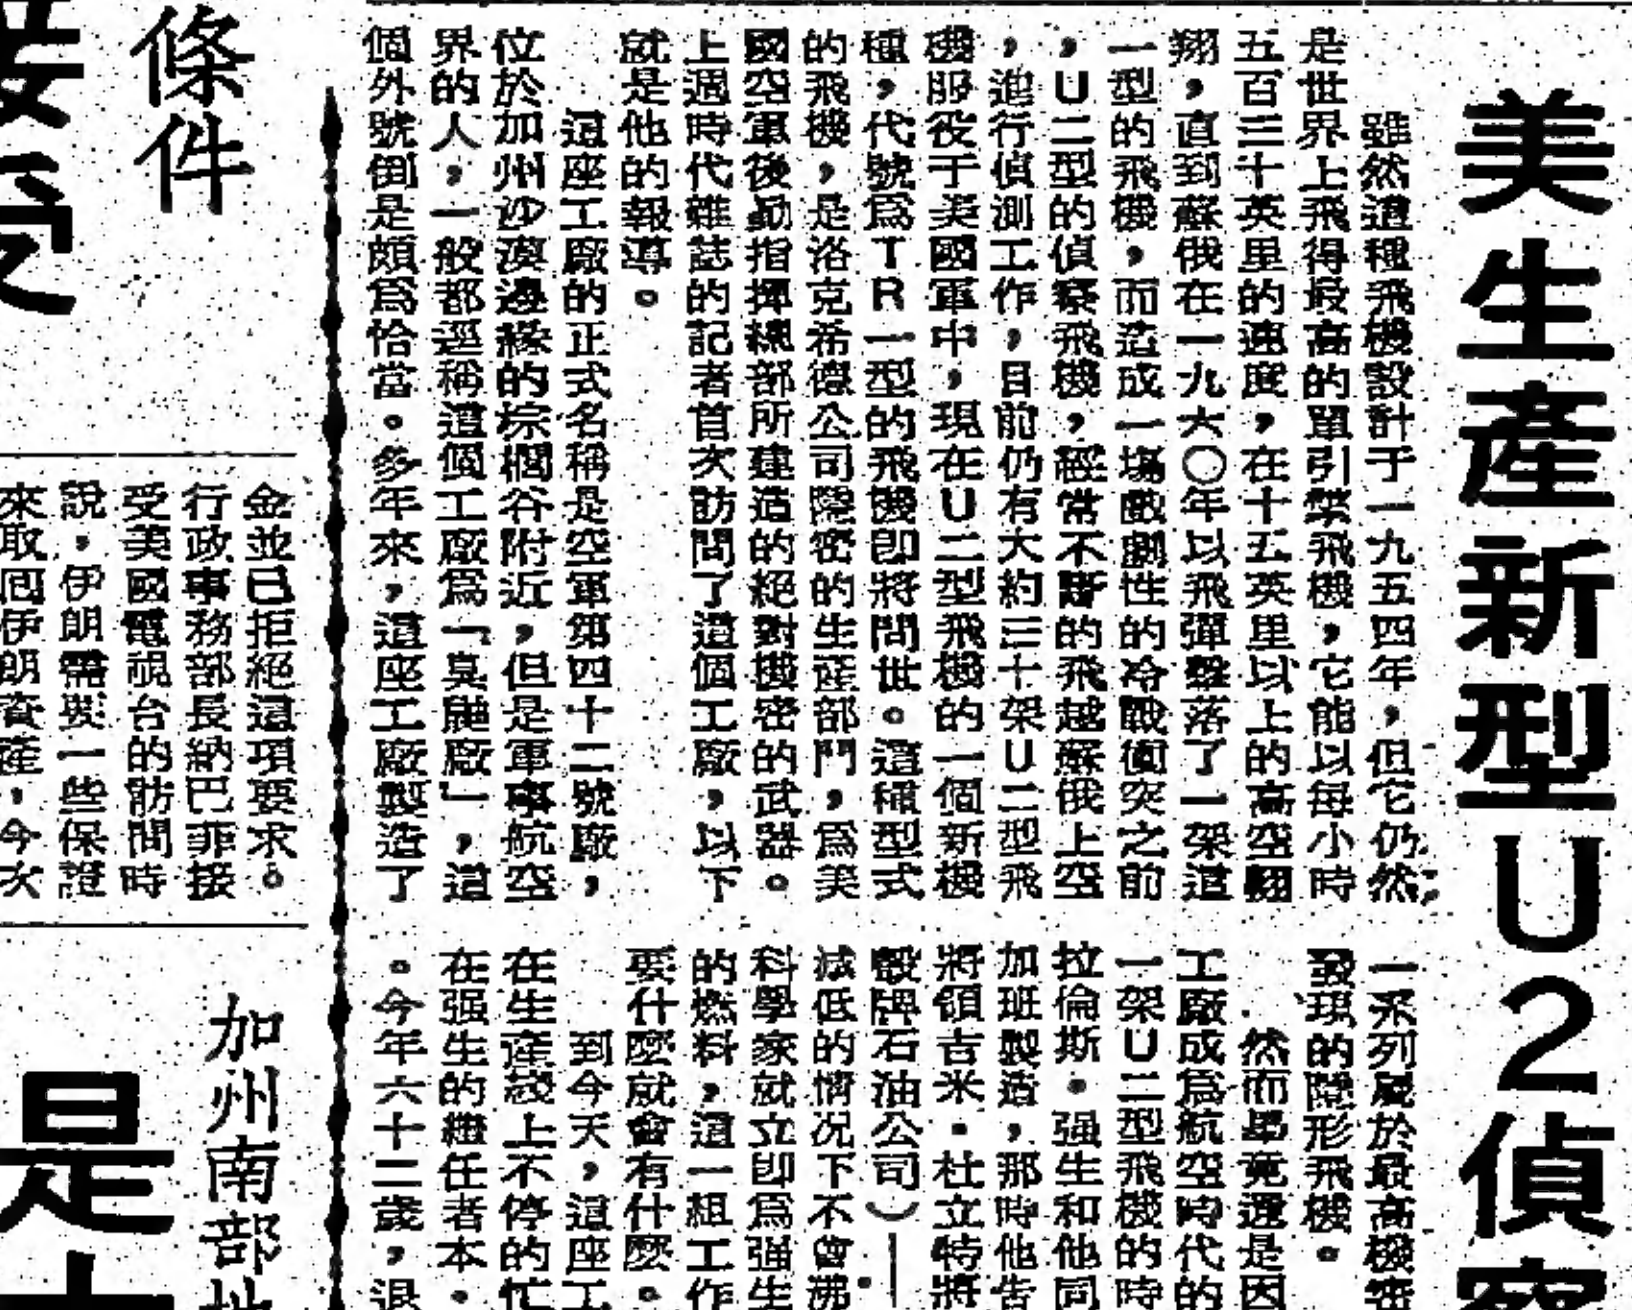 美生產新型U2偵察
雖然這種飛機設計于一九五四年，但它仍然
是世界上飛得最高的單引擎飛機，它能以每小時
五百三十英里的速度，在十五英里以上的高空翱
翔，直到蘇俄在一九六〇年以飛彈擊落了一架這
一型的飛機，而造成一場戲劇性的冷戰衝突之前
，U二型的偵察飛機，經常不斷的飛越蘇俄上空
，進行偵測工作，目前仍有大約三十架U二型飛
機服役于美國軍中，現在U二型飛機的一個新機
種，代號爲TR一型的飛機即將問世。這種型式
的飛機，是洛克希德公司隱密的生産部門，爲美
國空軍後勤指揮總部所建造的絕對機密的武器。
上週時代雜誌的記者首次訪問了這個工廠，以下
就是他的報導。
這座工廠的正式名稱是空軍第四十二號廠，
位於加州沙漠邊緣的棕櫚谷附近，但是軍事航空
界的人，一般都逕稱這個工廠爲「臭鼬廠」，這
個外號倒是頗爲恰當。多年來，這座工廠製造了
一系列屬於最高機密
發現的隱形飛機。
然而畢竟還是因
工廠成爲航空時代的
一架U二型飛機的時
拉倫斯・强生和他同
加班製造，那時他告
將領吉米・杜立特將
殼牌石油公司）—
減低的情况下不會沸
科學家就立即爲强生
的燃料，這一組工作
要什麼就會有什麼。
到今天，這座工
在生產綫上不停的忙
在强生的繼任者本・
。今年六十二歲，退
條件
接受
金並已拒絕這項要求。
行政事務部長納巴菲接
受美國電視台的訪問時
說，伊朗需要一些保證
來取回伊朗資產，今次
加州南部地
是